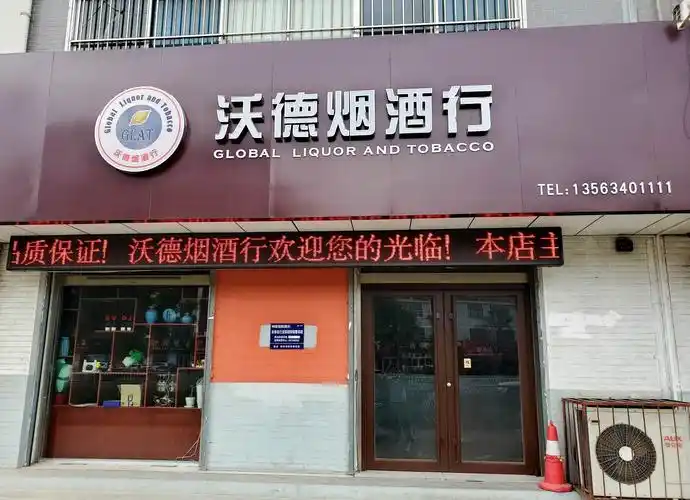 Global Liquor and Tobacco
GLAT
沃德烟酒行
沃德烟酒行
GLOBAL LIQUOR AND TOBACCO
TEL:13563401111
品质保证! 沃德烟酒行欢迎您的光临! 本店主
AUX